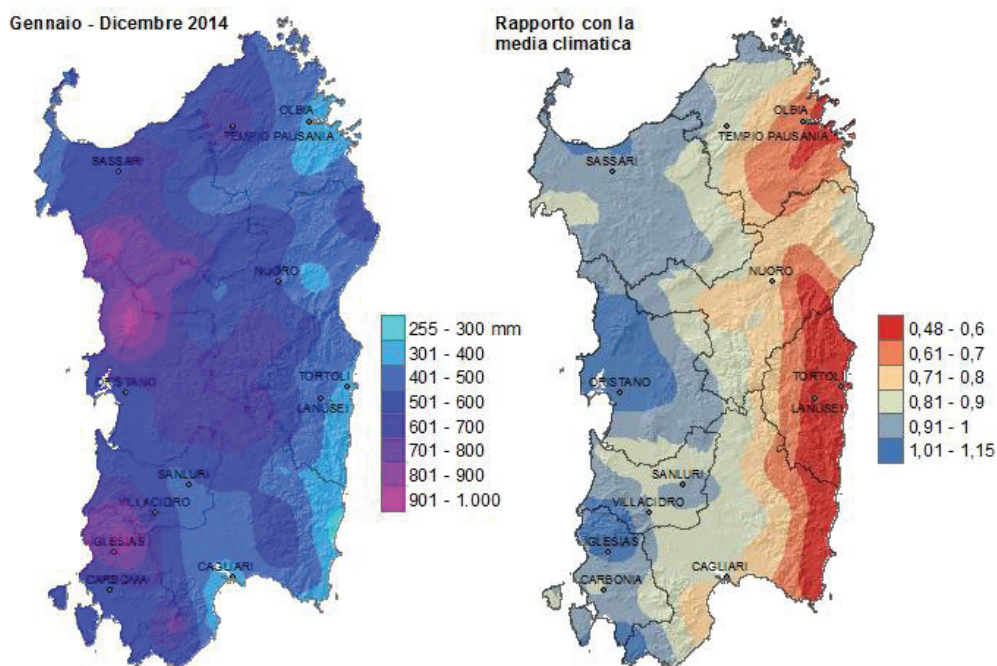 Gennaio - Dicembre 2014
OLBIA
TEMPIO PAUSANIA
SASSARI
NUORO
ORISTANO
TORTOLI
LANUSEI
SANLURI
VILLACIDRO
IGLESIAS
CARBONIA
CAGLIARI
255 - 300 mm
301 - 400
401 - 500
501 - 600
601 - 700
701 - 800
801 - 900
901 - 1.000
Rapporto con la
media climatica
OLBIA
TEMPIO PAUSANIA
SASSARI
NUORO
ORISTANO
TORTOLI
LANUSEI
SANLURI
VILLACIDRO
IGLESIAS
CARBONIA
CAGLIARI
0,48 - 0,6
0,61 - 0,7
0,71 - 0,8
0,81 - 0,9
0,91 - 1
1,01 - 1,15